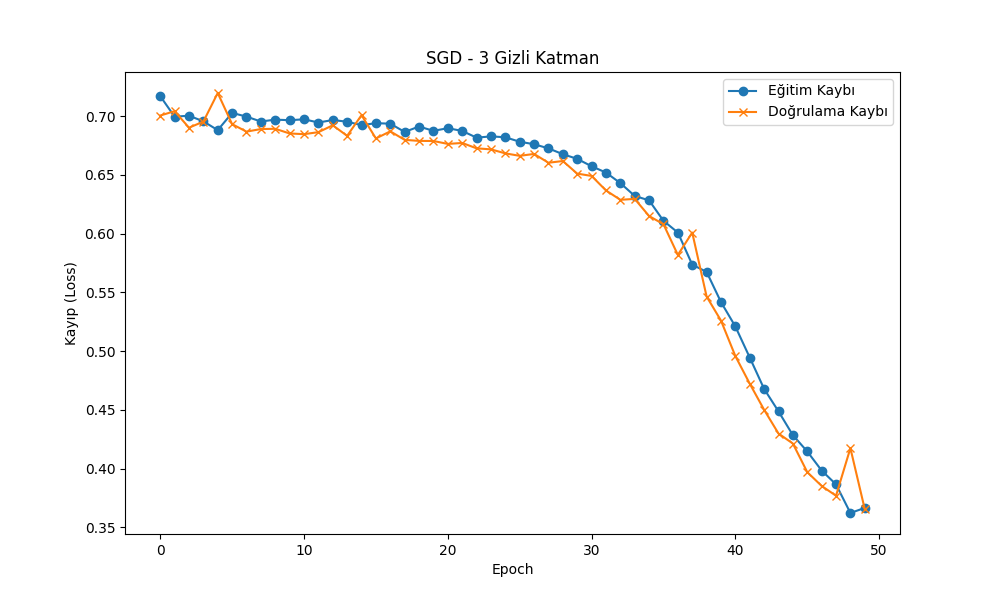 SGD - 3 Gizli Katman
Eğitim Kaybı
Doğrulama Kaybı
Kayıp (Loss)
0.70
0.65
0.60
0.55
0.50
0.45
0.40
0.35
0 10 20 30 40 50
Epoch